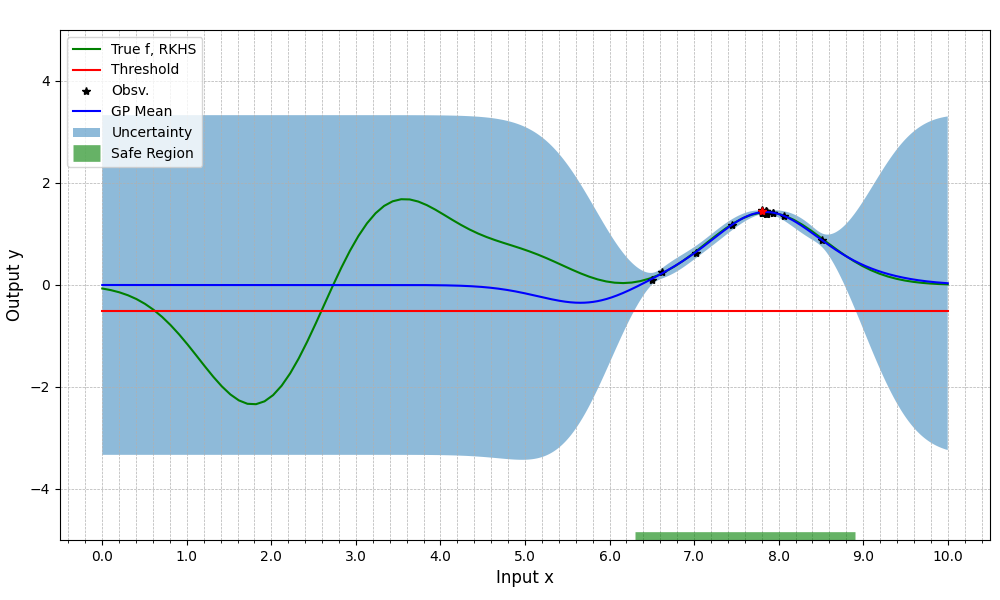 True f, RKHS
Threshold
Obsv.
GP Mean
Uncertainty
Safe Region
Output y
4
2
0
−2
−4
0.0 1.0 2.0 3.0 4.0 5.0 6.0 7.0 8.0 9.0 10.0
Input x